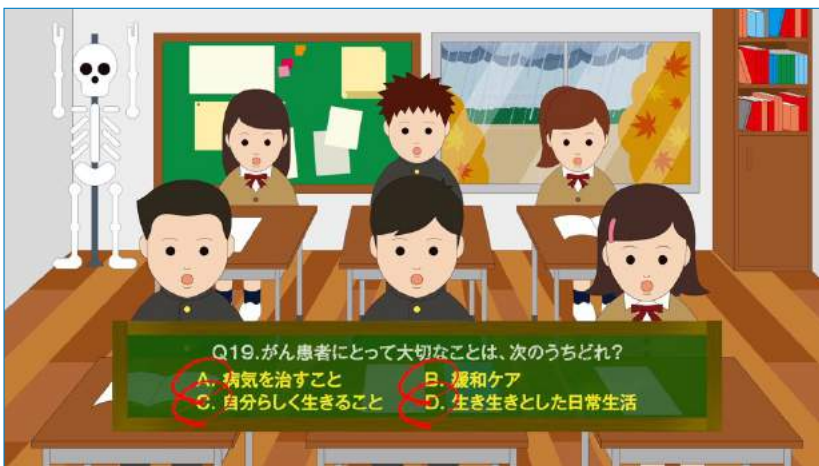 Q19.がん患者にとって大切なことは、次のうちどれ?
A. 病気を治すこと B. 緩和ケア
C. 自分らしく生きること D. 生き生きとした日常生活